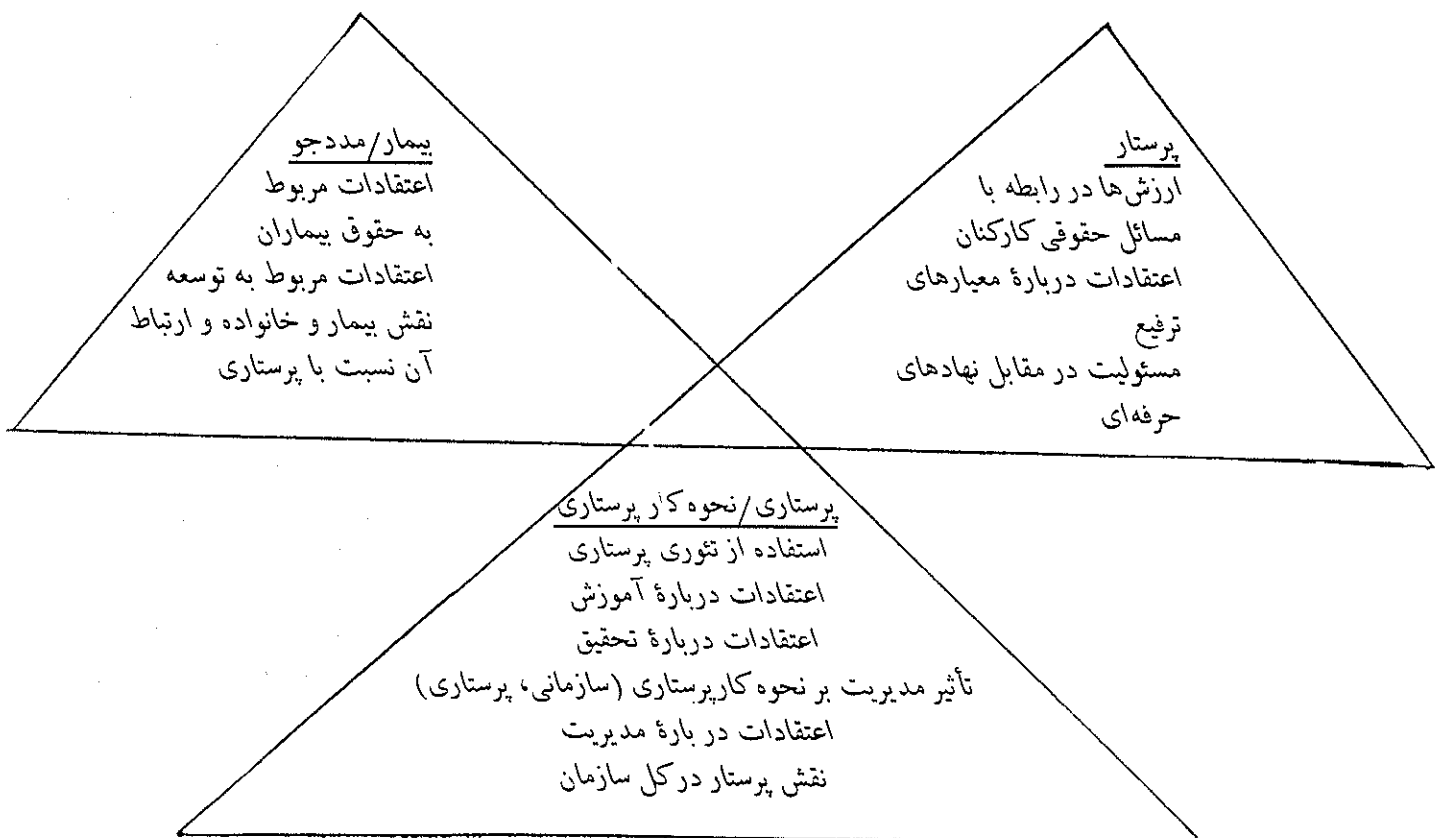 پرستار
ارزش‌ها در رابطه با
مسائل حقوقی کارکنان
اعتقادات دربارهٔ معیارهای
ترفیع
مسئولیت در مقابل نهادهای
حرفه‌ای
بیمار/مددجو
اعتقادات مربوط
به حقوق بیماران
اعتقادات مربوط به توسعه
نقش بیمار و خانواده و ارتباط
آن نسبت با پرستاری
پرستاری/نحوه کار پرستاری
استفاده از تئوری پرستاری
اعتقادات دربارهٔ آموزش
اعتقادات دربارهٔ تحقیق
تأثیر مدیریت بر نحوه کارپرستاری (سازمانی، پرستاری)
اعتقادات در بارهٔ مدیریت
نقش پرستار در کل سازمان